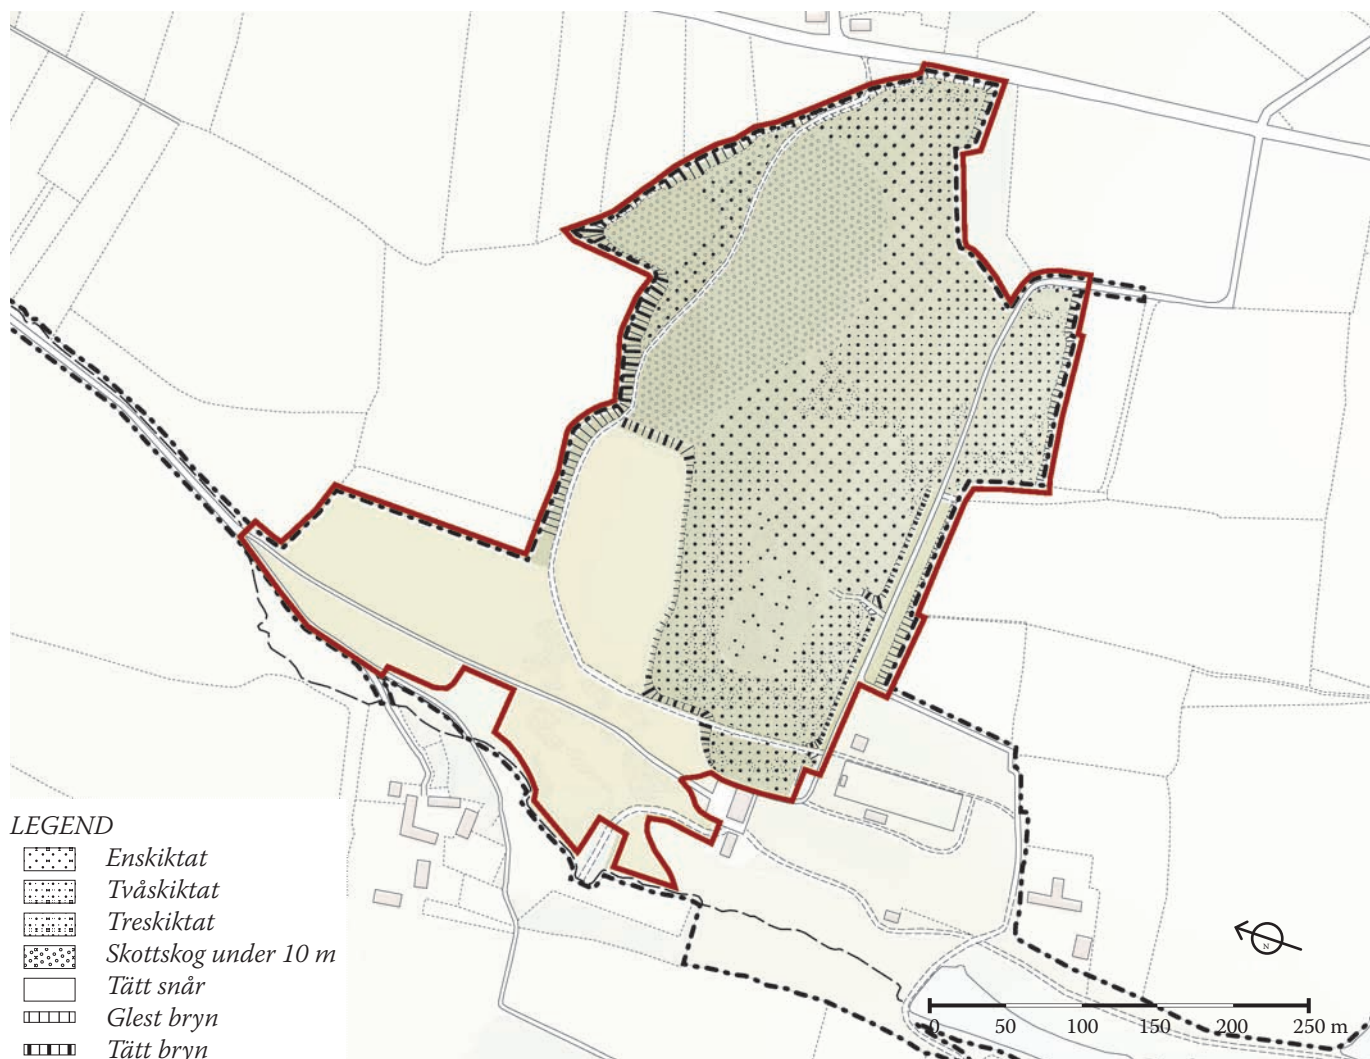 LEGEND
Enskiktat
Tvåskiktat
Treskiktat
Skottskog under 10 m
Tätt snår
Glest bryn
Tätt bryn
N
0 50 100 150 200 250 m